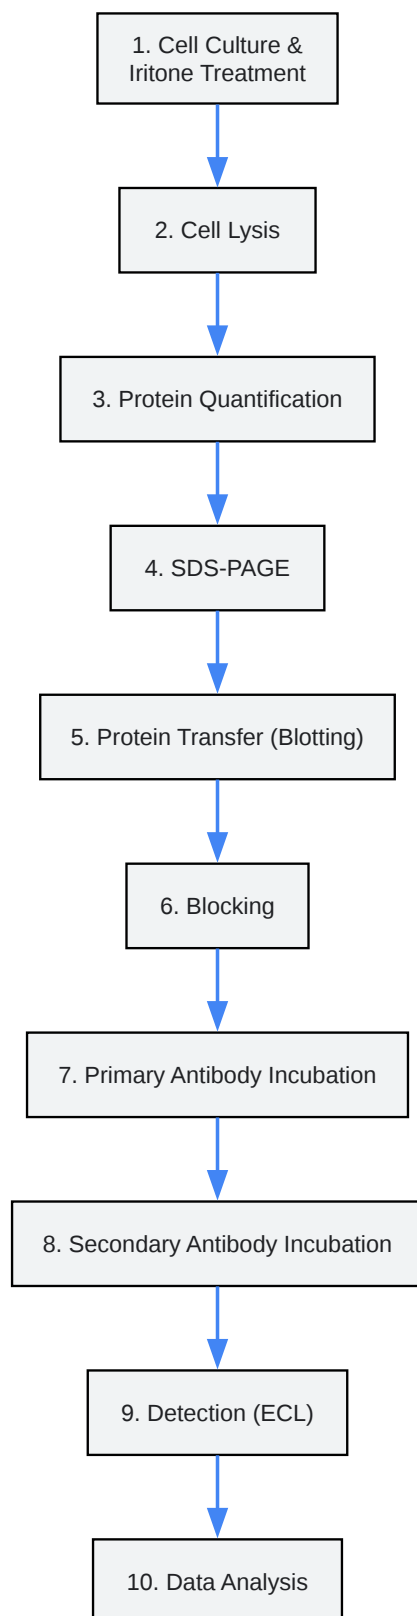 1. Cell Culture &
Iritone Treatment
2. Cell Lysis
3. Protein Quantification
4. SDS-PAGE
5. Protein Transfer (Blotting)
6. Blocking
7. Primary Antibody Incubation
8. Secondary Antibody Incubation
9. Detection (ECL)
10. Data Analysis